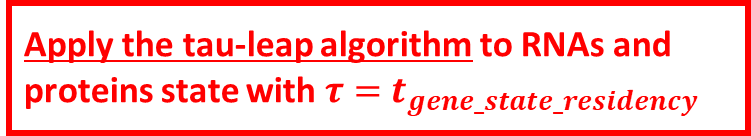 Apply the tau-leap algorithm to RNAs and
proteins state with τ = t_gene_state_residency